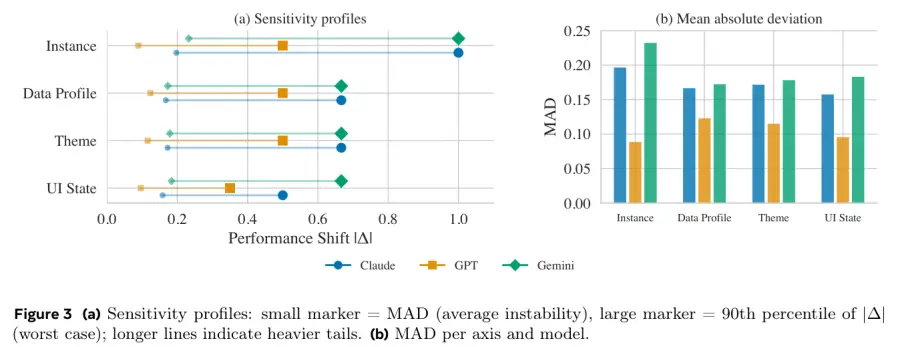 (a) Sensitivity profiles
Instance
Data Profile
Theme
UI State
0.0 0.2 0.4 0.6 0.8 1.0
Performance Shift |Δ|
(b) Mean absolute deviation
MAD
0.25
0.20
0.15
0.10
0.05
0.00
Instance Data Profile Theme UI State
Claude GPT Gemini
Figure 3 (a) Sensitivity profiles: small marker = MAD (average instability), large marker = 90th percentile of |Δ|
(worst case); longer lines indicate heavier tails. (b) MAD per axis and model.